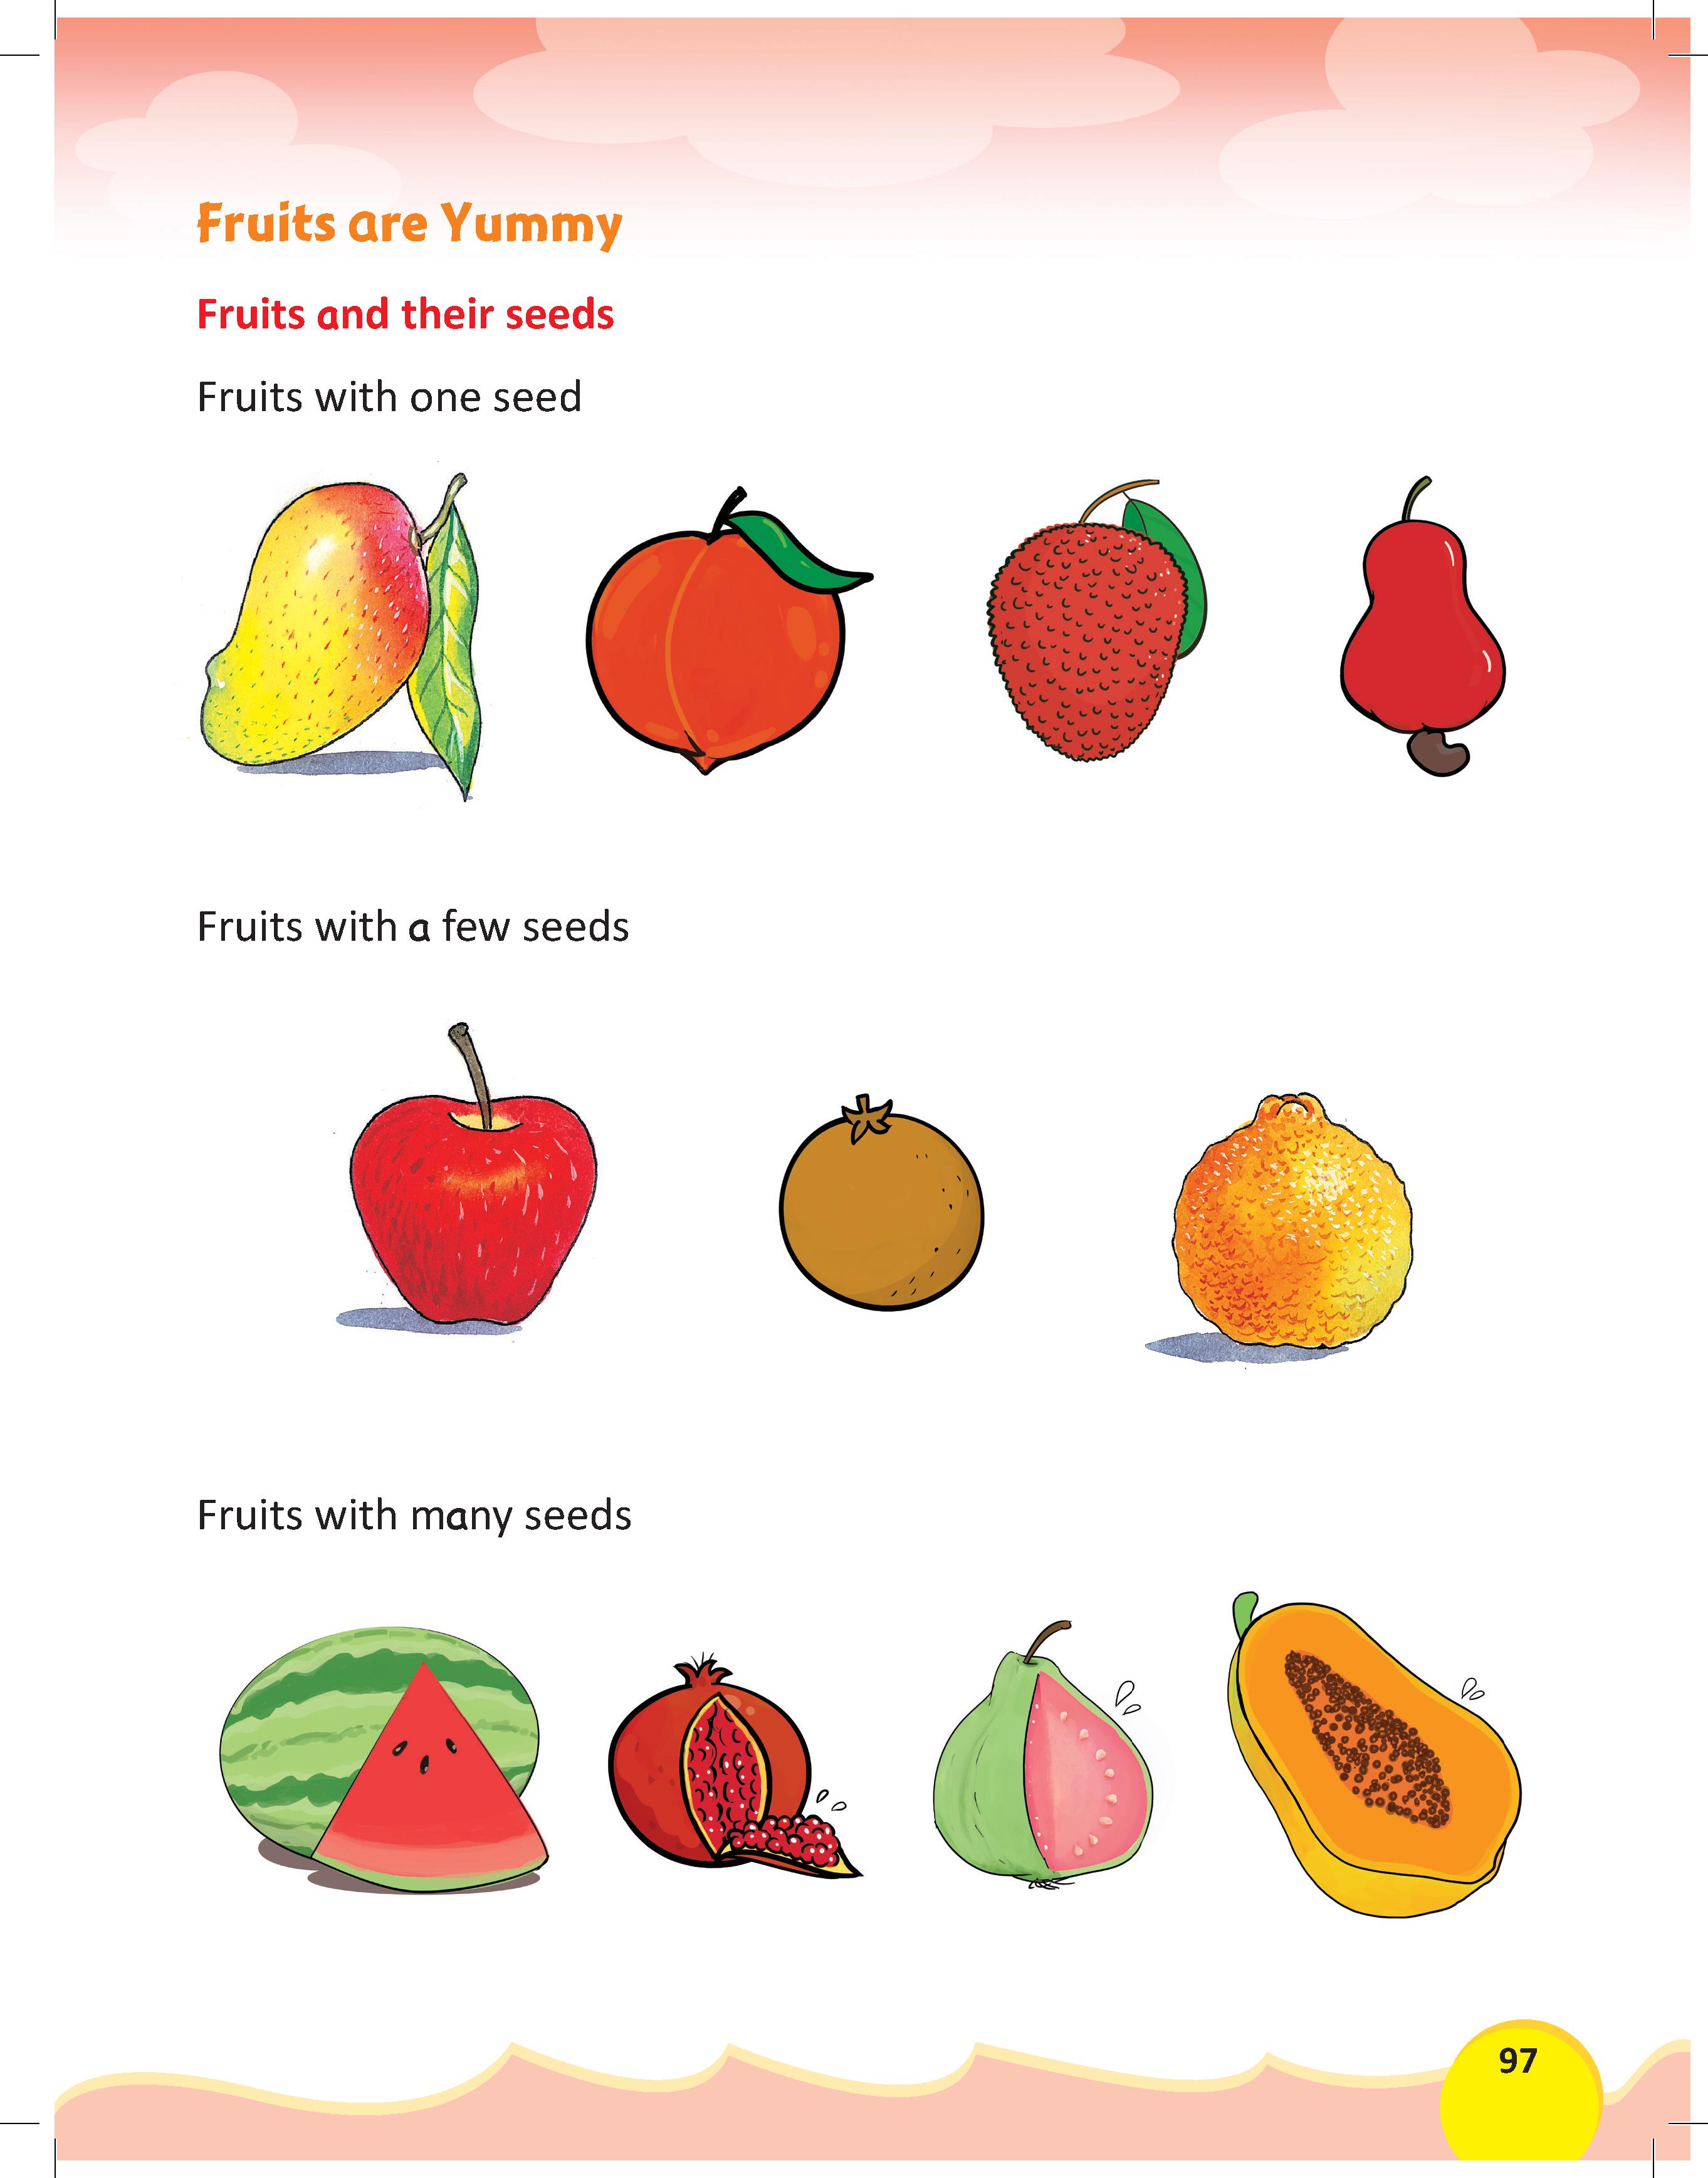 Fruits are Yummy
Fruits and their seeds
Fruits with one seed
Fruits with a few seeds
Fruits with many seeds
97